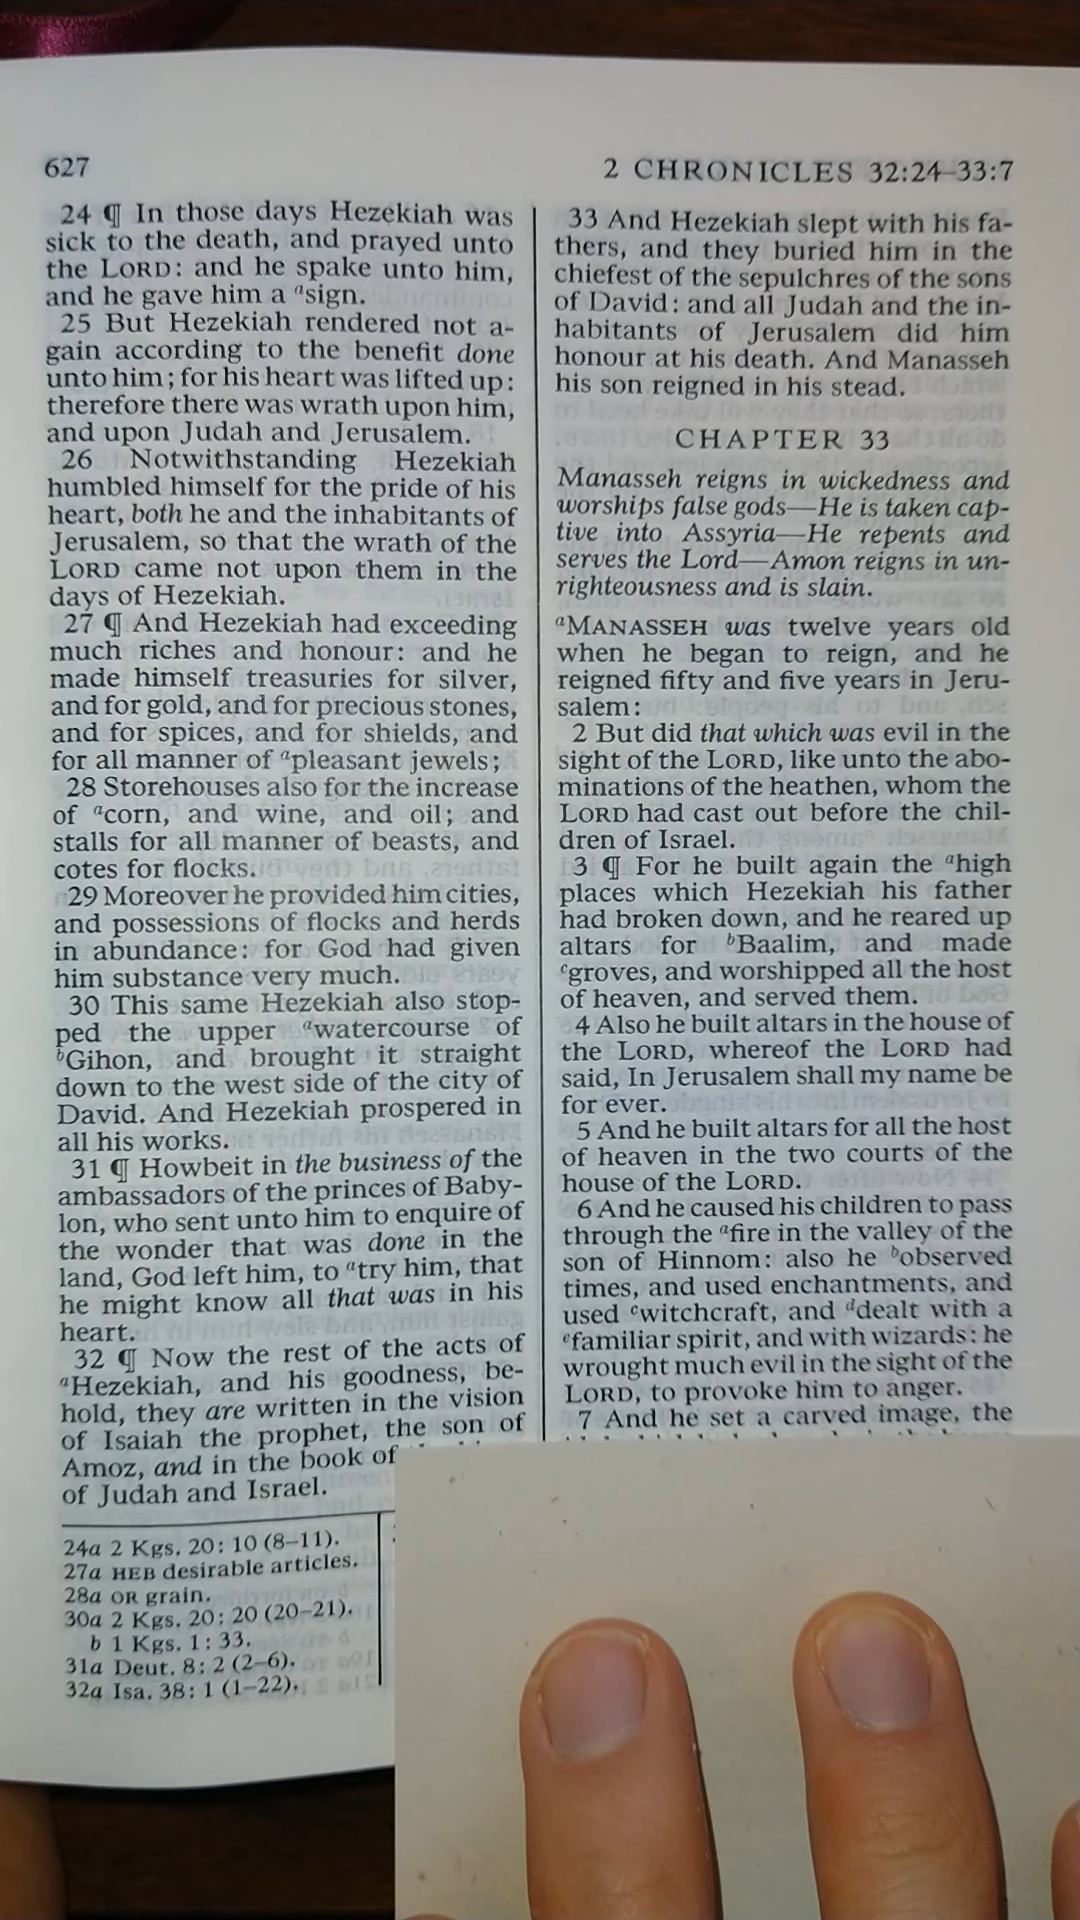 627
2 CHRONICLES 32:24–33:7
24 ¶ In those days Hezekiah was
sick to the death, and prayed unto
the LORD: and he spake unto him,
and he gave him a asign.
25 But Hezekiah rendered not a-
gain according to the benefit done
unto him; for his heart was lifted up:
therefore there was wrath upon him,
and upon Judah and Jerusalem.
26 Notwithstanding Hezekiah
humbled himself for the pride of his
heart, both he and the inhabitants of
Jerusalem, so that the wrath of the
LORD came not upon them in the
days of Hezekiah.
27 ¶ And Hezekiah had exceeding
much riches and honour: and he
made himself treasuries for silver,
and for gold, and for precious stones,
and for spices, and for shields, and
for all manner of apleasant jewels;
28 Storehouses also for the increase
of acorn, and wine, and oil; and
stalls for all manner of beasts, and
cotes for flocks.
29 Moreover he provided him cities,
and possessions of flocks and herds
in abundance: for God had given
him substance very much.
30 This same Hezekiah also stop-
ped the upper awatercourse of
bGihon, and brought it straight
down to the west side of the city of
David. And Hezekiah prospered in
all his works.
31 ¶ Howbeit in the business of the
ambassadors of the princes of Baby-
lon, who sent unto him to enquire of
the wonder that was done in the
land, God left him, to atry him, that
he might know all that was in his
heart.
32 ¶ Now the rest of the acts of
aHezekiah, and his goodness, be-
hold, they are written in the vision
of Isaiah the prophet, the son of
Amoz, and in the book of
of Judah and Israel.
24a 2 Kgs. 20: 10 (8–11).
27a HEB desirable articles.
28a OR grain.
30a 2 Kgs. 20: 20 (20–21).
b 1 Kgs. 1: 33.
31a Deut. 8: 2 (2–6).
32a Isa. 38: 1 (1–22).
33 And Hezekiah slept with his fa-
thers, and they buried him in the
chiefest of the sepulchres of the sons
of David: and all Judah and the in-
habitants of Jerusalem did him
honour at his death. And Manasseh
his son reigned in his stead.
CHAPTER 33
Manasseh reigns in wickedness and
worships false gods—He is taken cap-
tive into Assyria—He repents and
serves the Lord—Amon reigns in un-
righteousness and is slain.
aMANASSEH was twelve years old
when he began to reign, and he
reigned fifty and five years in Jeru-
salem:
2 But did that which was evil in the
sight of the LORD, like unto the abo-
minations of the heathen, whom the
LORD had cast out before the chil-
dren of Israel.
3 ¶ For he built again the ahigh
places which Hezekiah his father
had broken down, and he reared up
altars for bBaalim, and made
cgroves, and worshipped all the host
of heaven, and served them.
4 Also he built altars in the house of
the LORD, whereof the LORD had
said, In Jerusalem shall my name be
for ever.
5 And he built altars for all the host
of heaven in the two courts of the
house of the LORD.
6 And he caused his children to pass
through the afire in the valley of the
son of Hinnom: also he bobserved
times, and used enchantments, and
used cwitchcraft, and ddealt with a
efamiliar spirit, and with wizards: he
wrought much evil in the sight of the
LORD, to provoke him to anger.
7 And he set a carved image, the